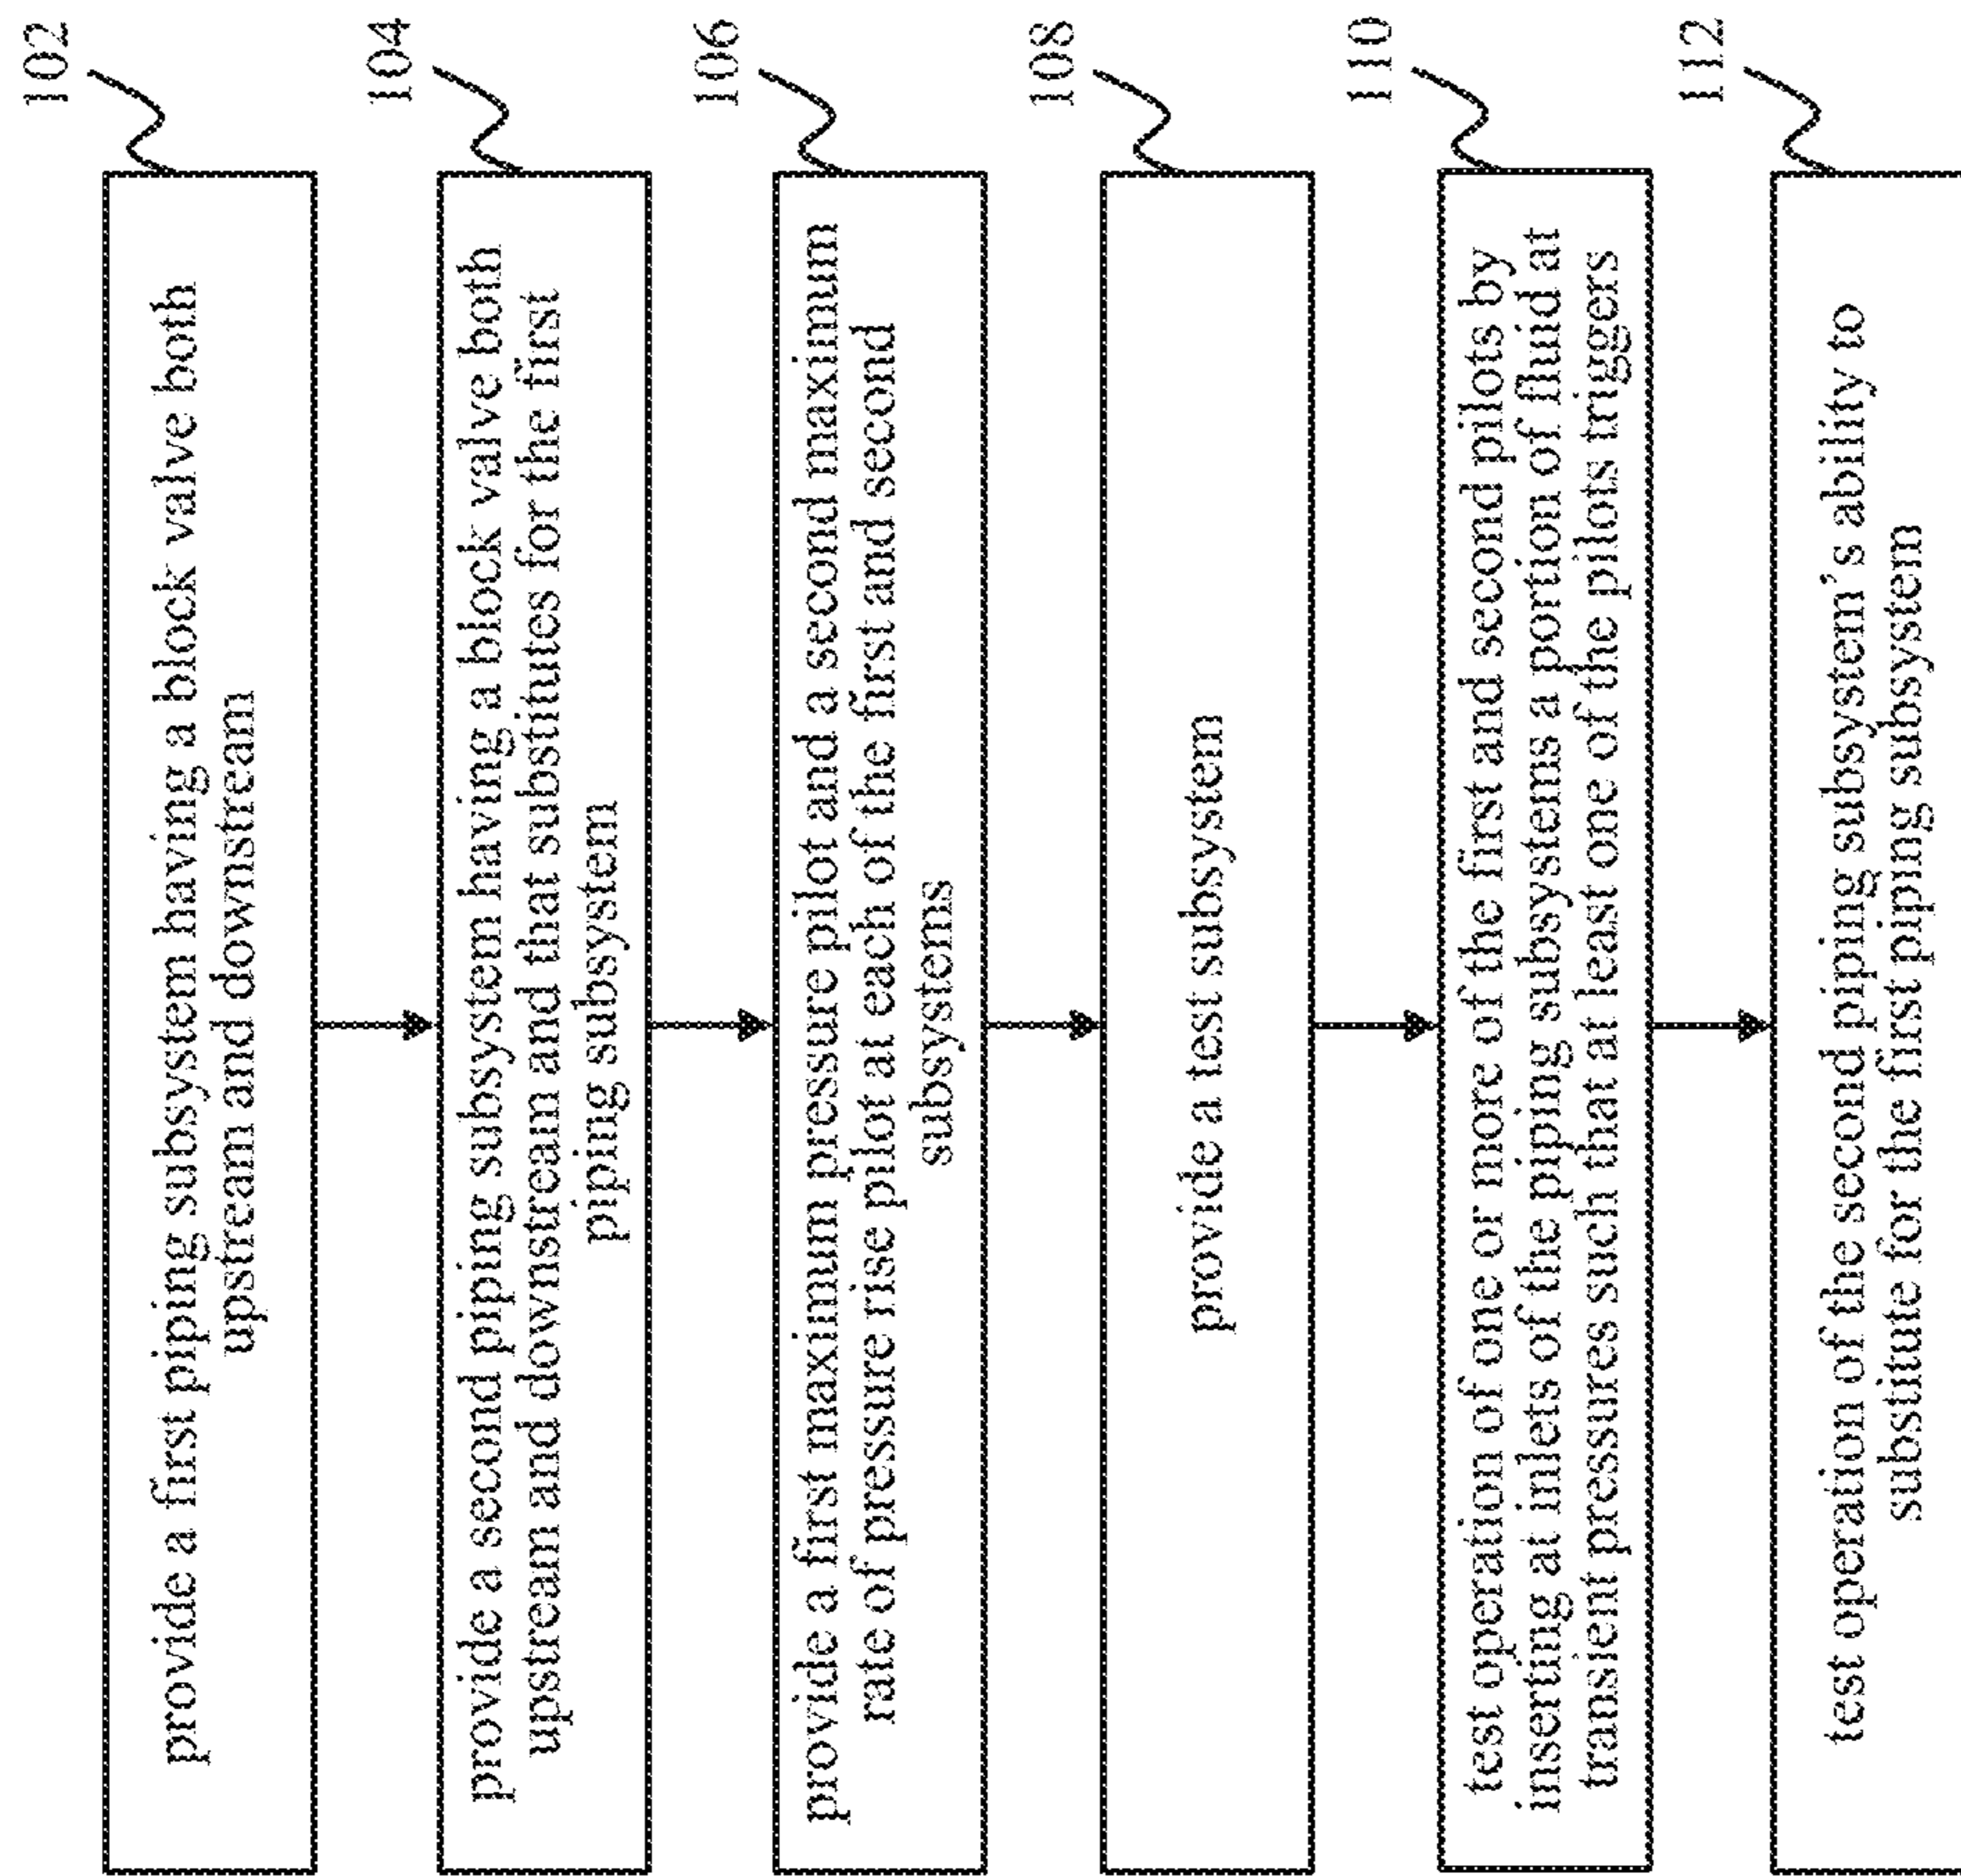 102
provide a first piping subsystem having a block valve both
upstream and downstream
104
provide a second piping subsystem having a block valve both
upstream and downstream and that substitutes for the first
piping subsystem
106
provide a first maximum pressure pilot and a second maximum
rate of pressure rise pilot at each of the first and second
subsystems
108
provide a test subsystem
110
test operation of one or more of the first and second pilots by
inserting at inlets of the piping subsystems a portion of fluid at
transient pressures such that at least one of the pilots triggers
112
test operation of the second piping subsystem's ability to
substitute for the first piping subsystem